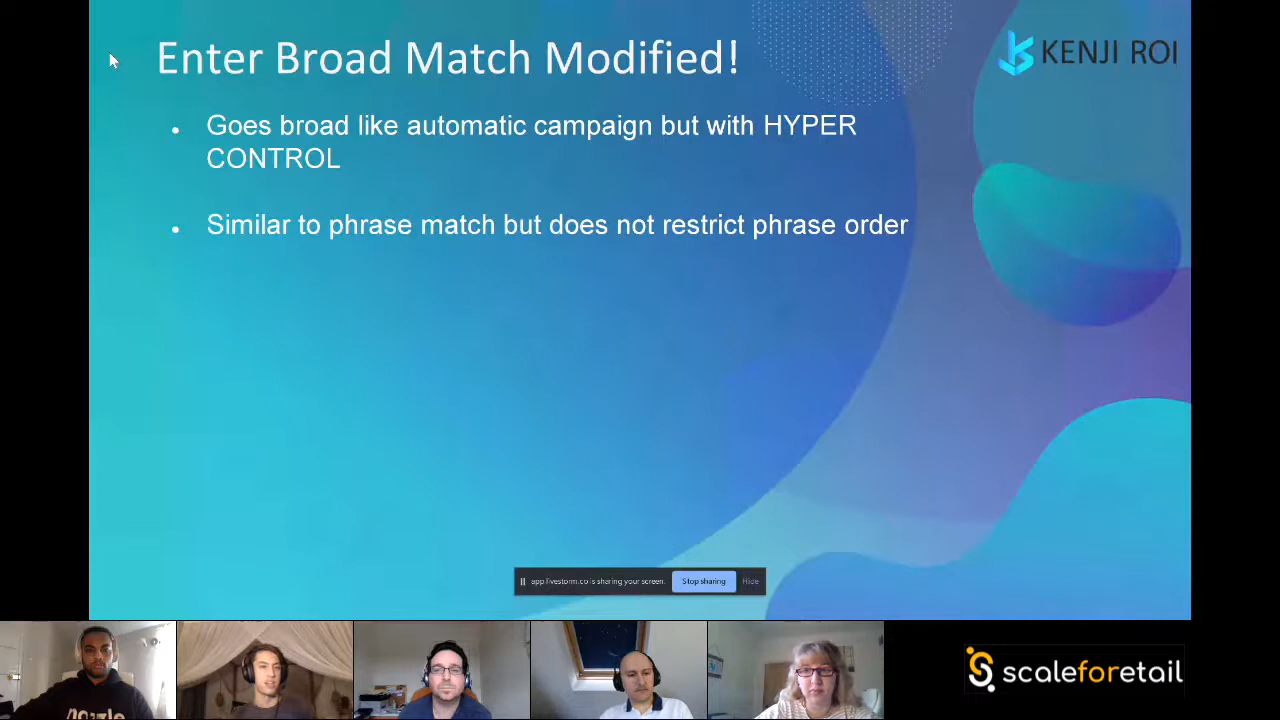 Enter Broad Match Modified!
KENJI ROI
Goes broad like automatic campaign but with HYPER
CONTROL
Similar to phrase match but does not restrict phrase order
app.livestorm.co is sharing your screen.
Stop sharing
Hide
nozzle
scaleforetail